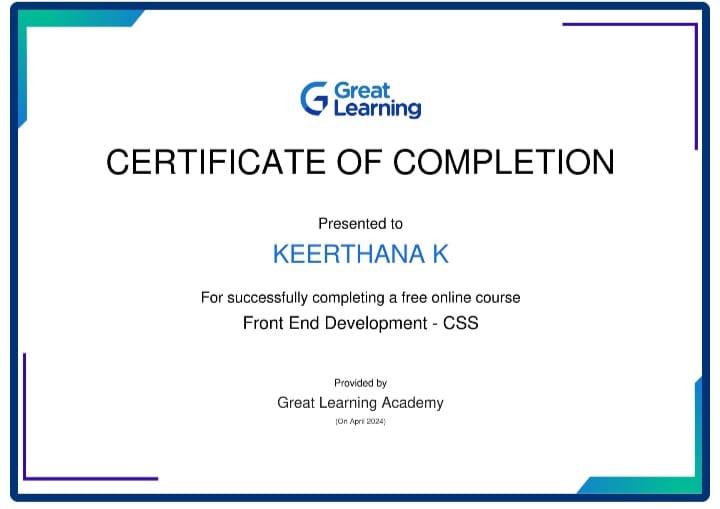 Great
Learning
CERTIFICATE OF COMPLETION
Presented to
KEERTHANA K
For successfully completing a free online course
Front End Development - CSS
Provided by
Great Learning Academy
(On April 2024)